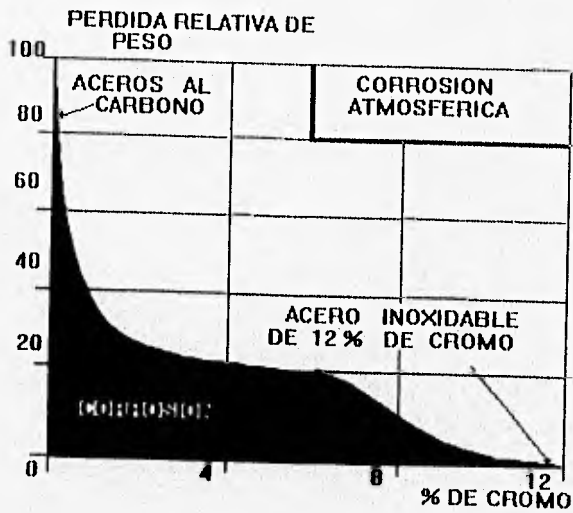 PERDIDA RELATIVA DE
PESO
100
ACEROS AL
CARBONO
CORROSION
ATMOSFERICA
80
60
40
ACERO INOXIDABLE
DE 12% DE CROMO
20
CORROSION
0
4
8
12
% DE CROMO